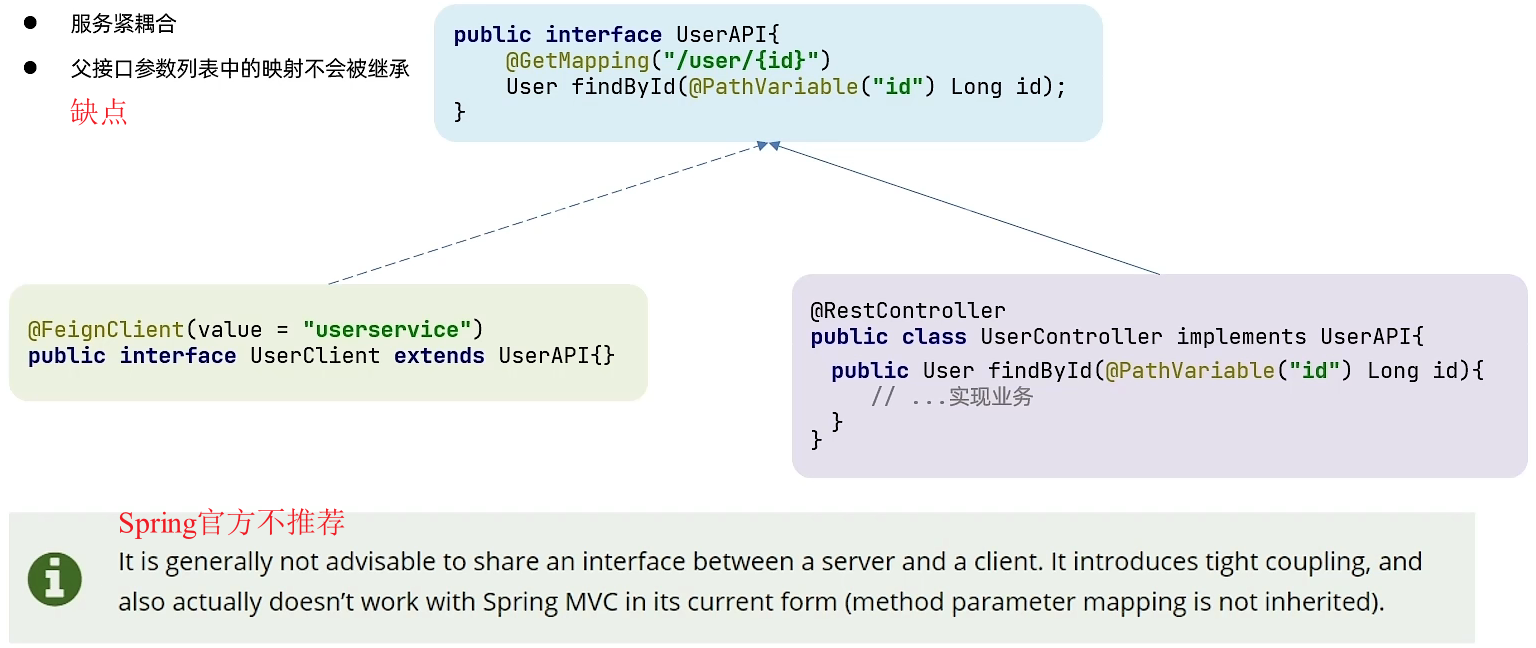 服务紧耦合
父接口参数列表中的映射不会被继承
缺点
public interface UserAPI{
@GetMapping("/user/{id}")
User findById(@PathVariable("id") Long id);
}
@FeignClient(value = "userservice")
public interface UserClient extends UserAPI{}
@RestController
public class UserController implements UserAPI{
public User findById(@PathVariable("id") Long id){
// ...实现业务
}
}
Spring官方不推荐
It is generally not advisable to share an interface between a server and a client. It introduces tight coupling, and
also actually doesn’t work with Spring MVC in its current form (method parameter mapping is not inherited).